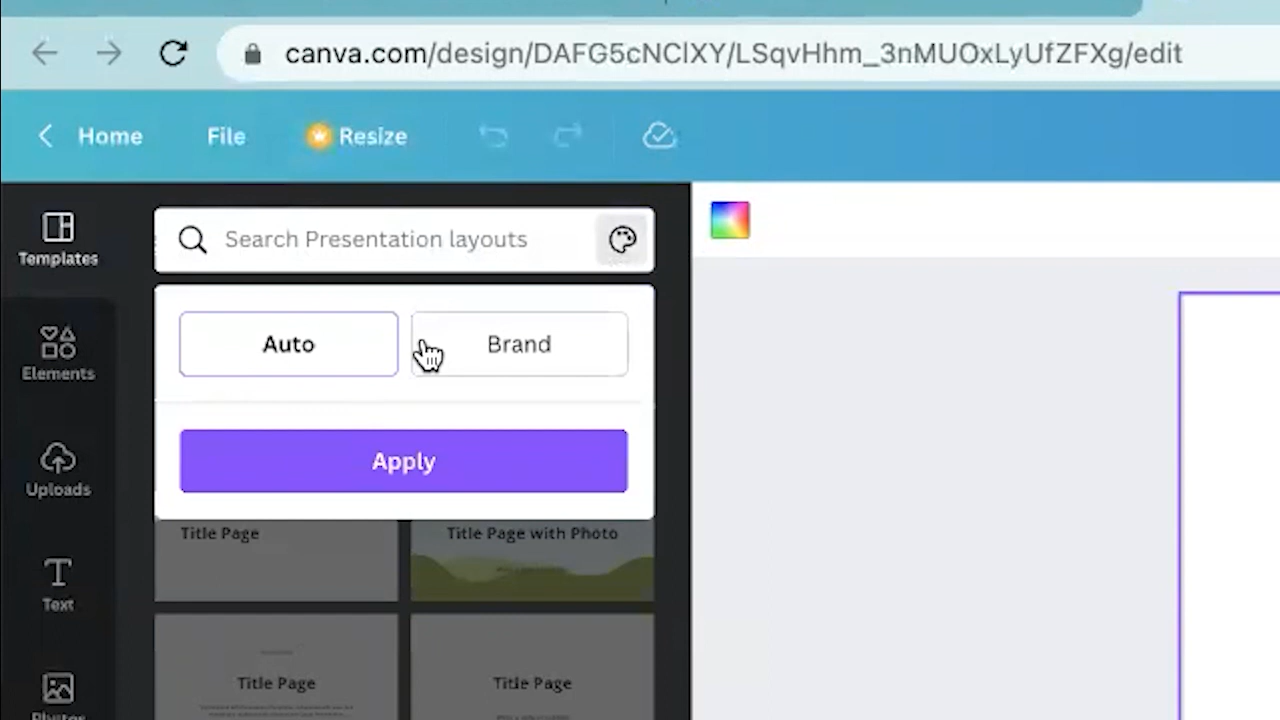 canva.com/design/DAFG5cNClXY/LSqvHhm_3nMUOxLyUfZFXg/edit
Home File Resize
Templates
Search Presentation layouts
Auto Brand
Elements
Apply
Uploads
Title Page Title Page with Photo
Text
Title Page Title Page
Photos